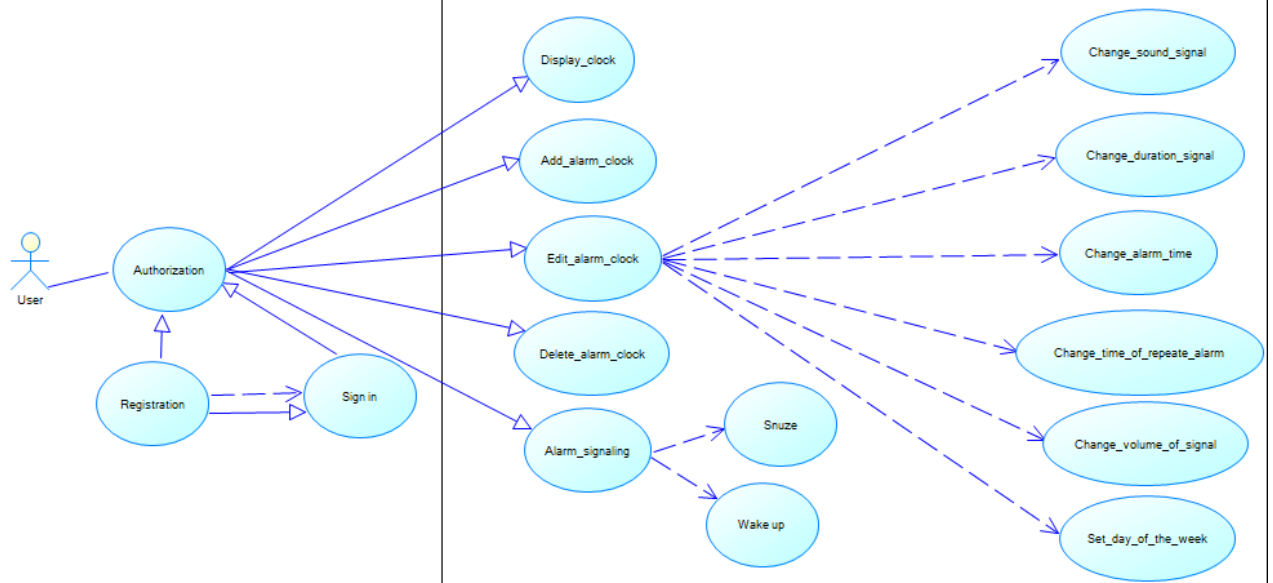 Display_clock
Add_alarm_clock
Edit_alarm_clock
Delete_alarm_clock
Alarm_signaling
User
Authorization
Registration
Sign in
Snuze
Wake up
Change_sound_signal
Change_duration_signal
Change_alarm_time
Change_time_of_repeate_alarm
Change_volume_of_signal
Set_day_of_the_week